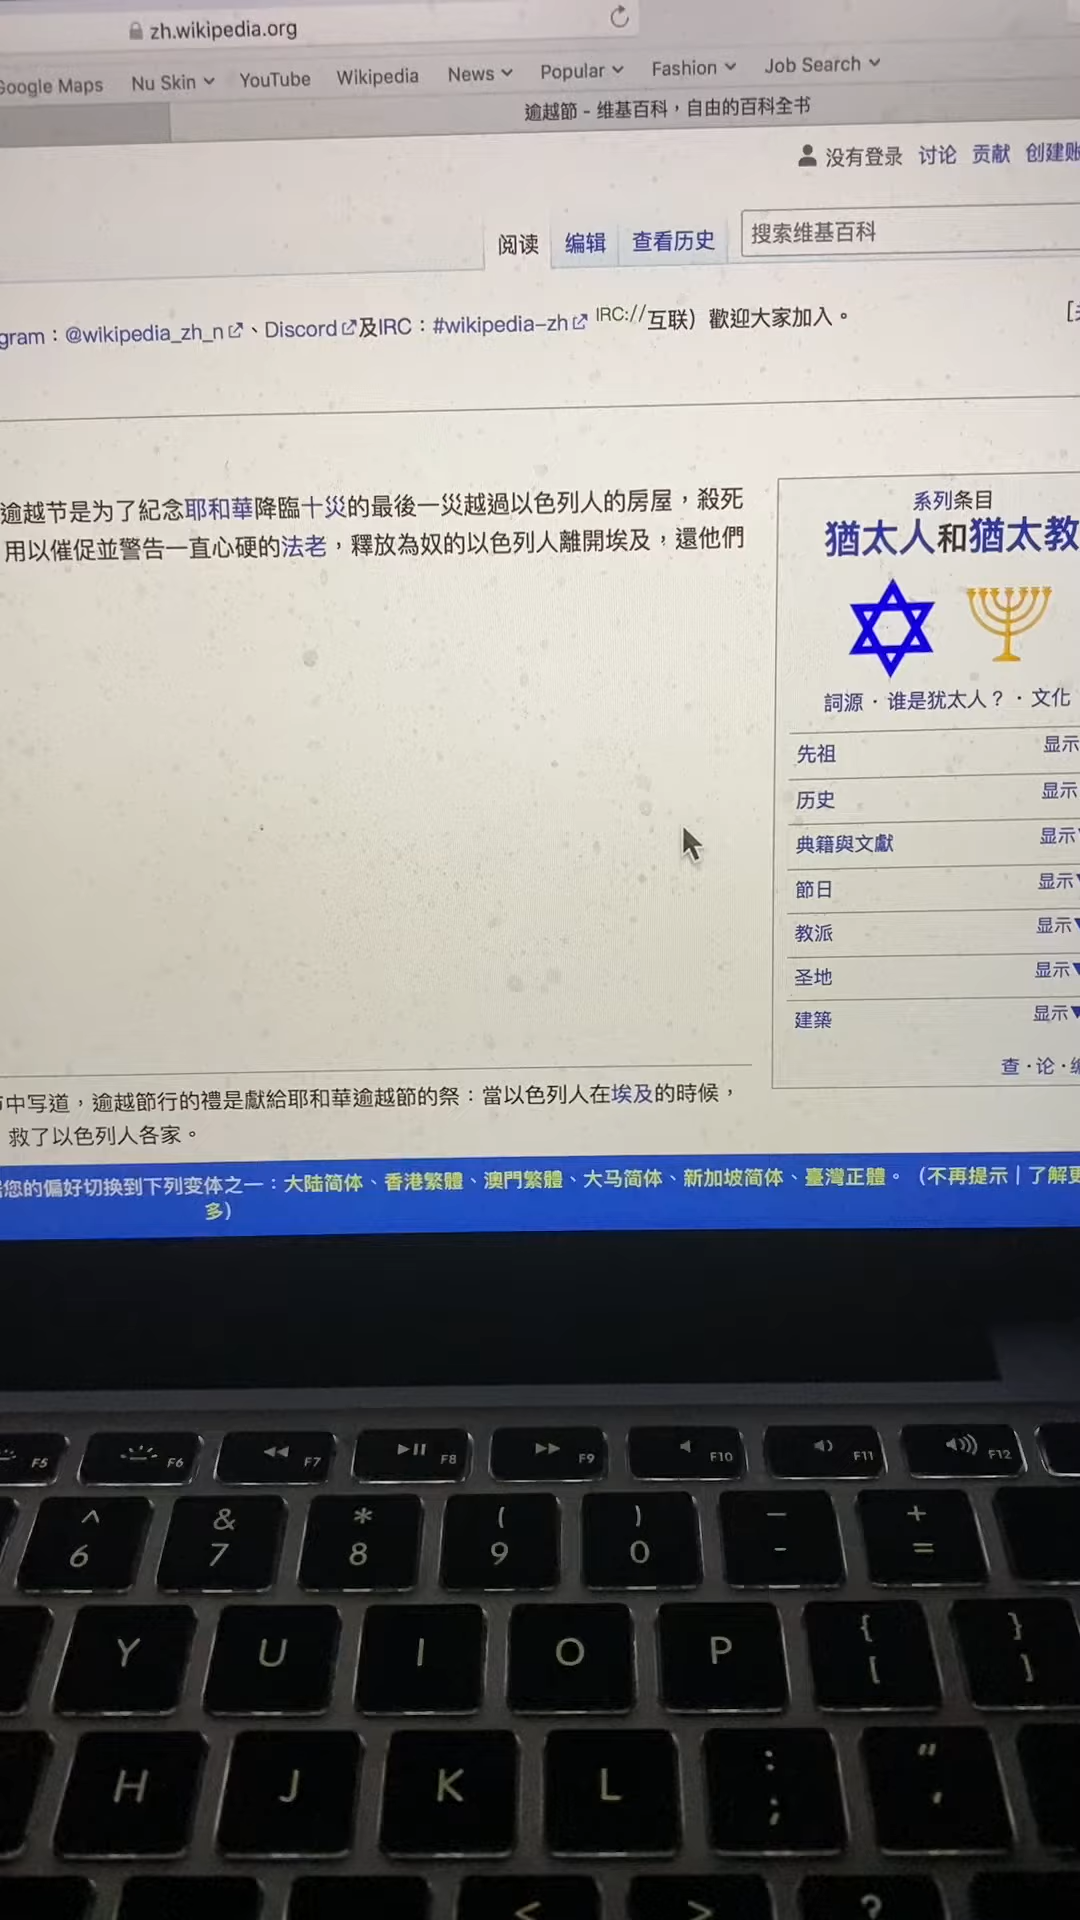 zh.wikipedia.org
Google Maps Nu Skin YouTube Wikipedia News Popular Fashion Job Search
逾越節 - 维基百科，自由的百科全书
没有登录 讨论 贡献 创建账
阅读 编辑 查看历史 搜索维基百科
gram：@wikipedia_zh_n、Discord及IRC：#wikipedia-zh IRC://互联）歡迎大家加入。
逾越节是为了紀念耶和華降臨十災的最後一災越過以色列人的房屋，殺死
用以催促並警告一直心硬的法老，釋放為奴的以色列人離開埃及，還他們
系列条目
猶太人和猶太教
詞源 · 谁是犹太人？ · 文化
先祖 显示
历史 显示
典籍與文獻 显示
節日 显示
教派 显示
圣地 显示
建築 显示
查 · 论 · 编
中写道，逾越節行的禮是獻給耶和華逾越節的祭：當以色列人在埃及的時候，
救了以色列人各家。
您的偏好切换到下列变体之一：大陆简体、香港繁體、澳門繁體、大马简体、新加坡简体、臺灣正體。（不再提示 | 了解更
多）
F5 F6 F7 F8 F9 F10 F11 F12
^ & * ( ) — +
6 7 8 9 0 - =
Y U I O P { }
[ ]
H J K L : "
; '
< > ?